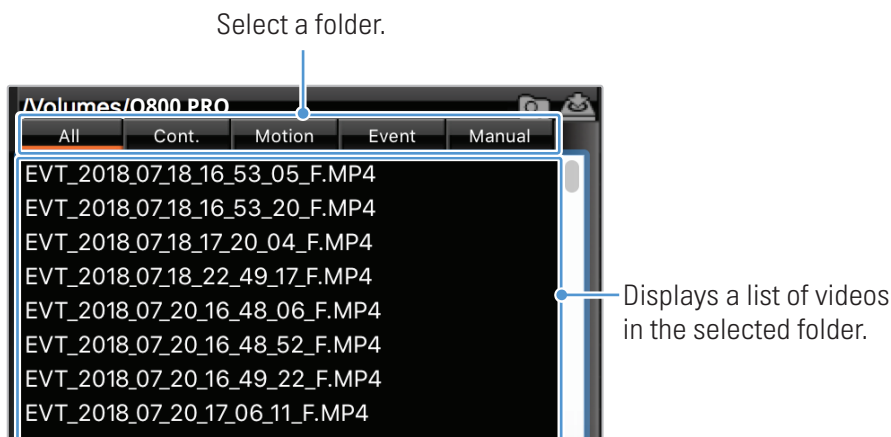 Select a folder.
/Volumes/Q800 PRO
All Cont. Motion Event Manual
EVT_2018_07_18_16_53_05_F.MP4
EVT_2018_07_18_16_53_20_F.MP4
EVT_2018_07_18_17_20_04_F.MP4
EVT_2018_07_18_22_49_17_F.MP4
EVT_2018_07_20_16_48_06_F.MP4
EVT_2018_07_20_16_48_52_F.MP4
EVT_2018_07_20_16_49_22_F.MP4
EVT_2018_07_20_17_06_11_F.MP4
Displays a list of videos
in the selected folder.